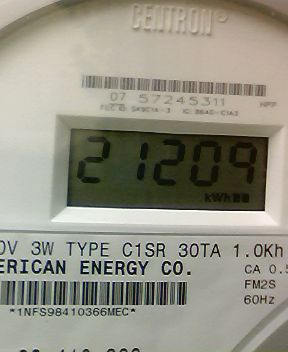 CENTRON
07 57245311
HPP
21209
kWh
0V 3W TYPE C1SR 30TA 1.0Kh
ERICAN ENERGY CO.
CA 0.5
FM2S
60Hz
*1NFS98410366MEC*